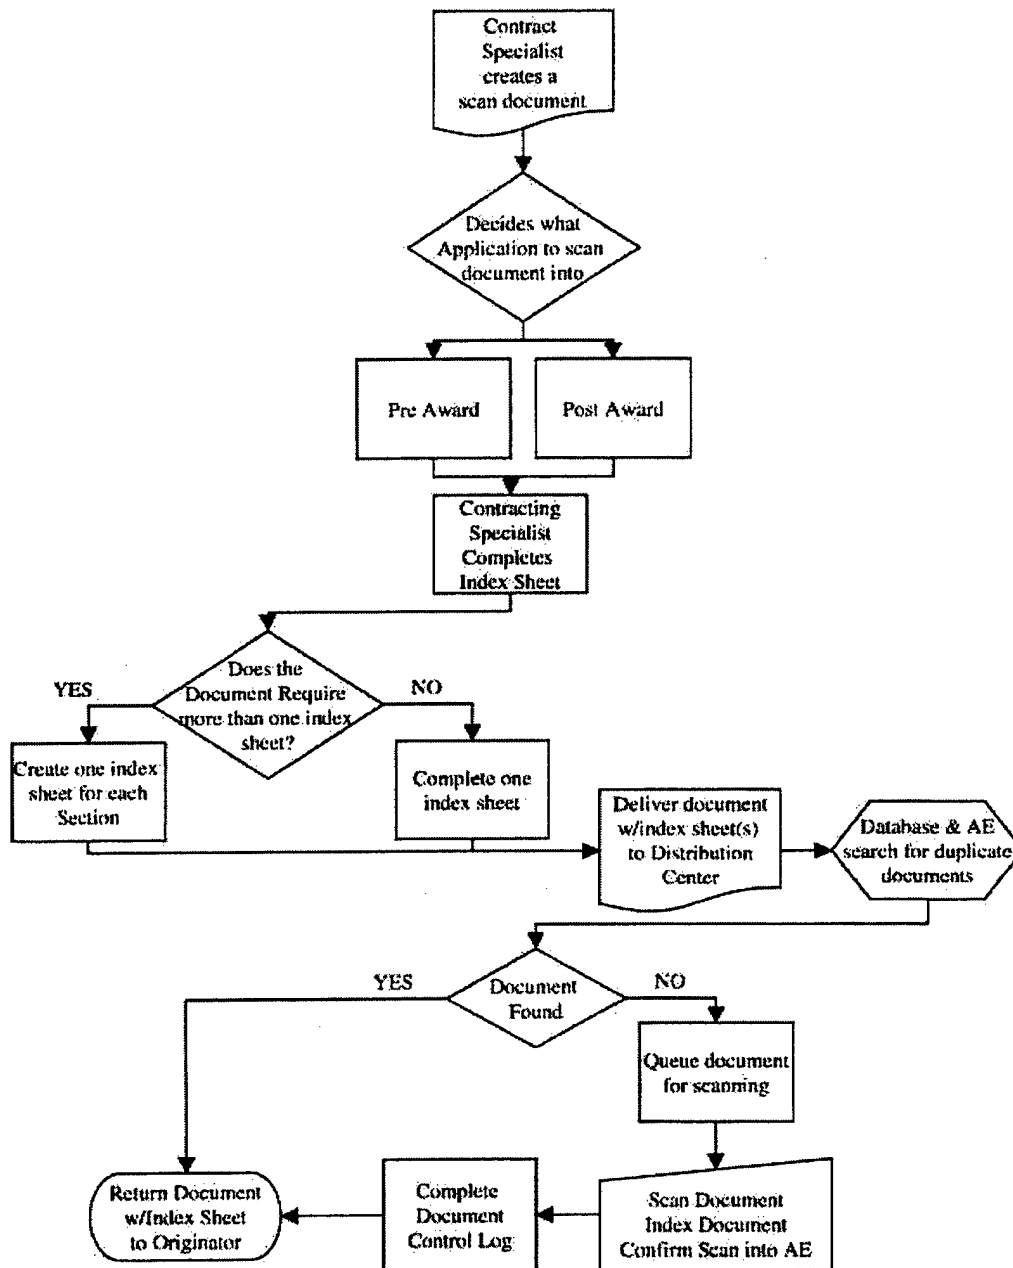 Contract
Specialist
creates a
scan document
Decides what
Application to scan
document into
Pre Award
Post Award
Contracting
Specialist
Completes
Index Sheet
Does the
Document Require
more than one index
sheet?
YES
NO
Create one index
sheet for each
Section
Complete one
index sheet
Deliver document
w/index sheet(s)
to Distribution
Center
Database & AE
search for duplicate
documents
Document
Found
YES
NO
Queue document
for scanning
Scan Document
Index Document
Confirm Scan into AE
Complete
Document
Control Log
Return Document
w/Index Sheet
to Originator